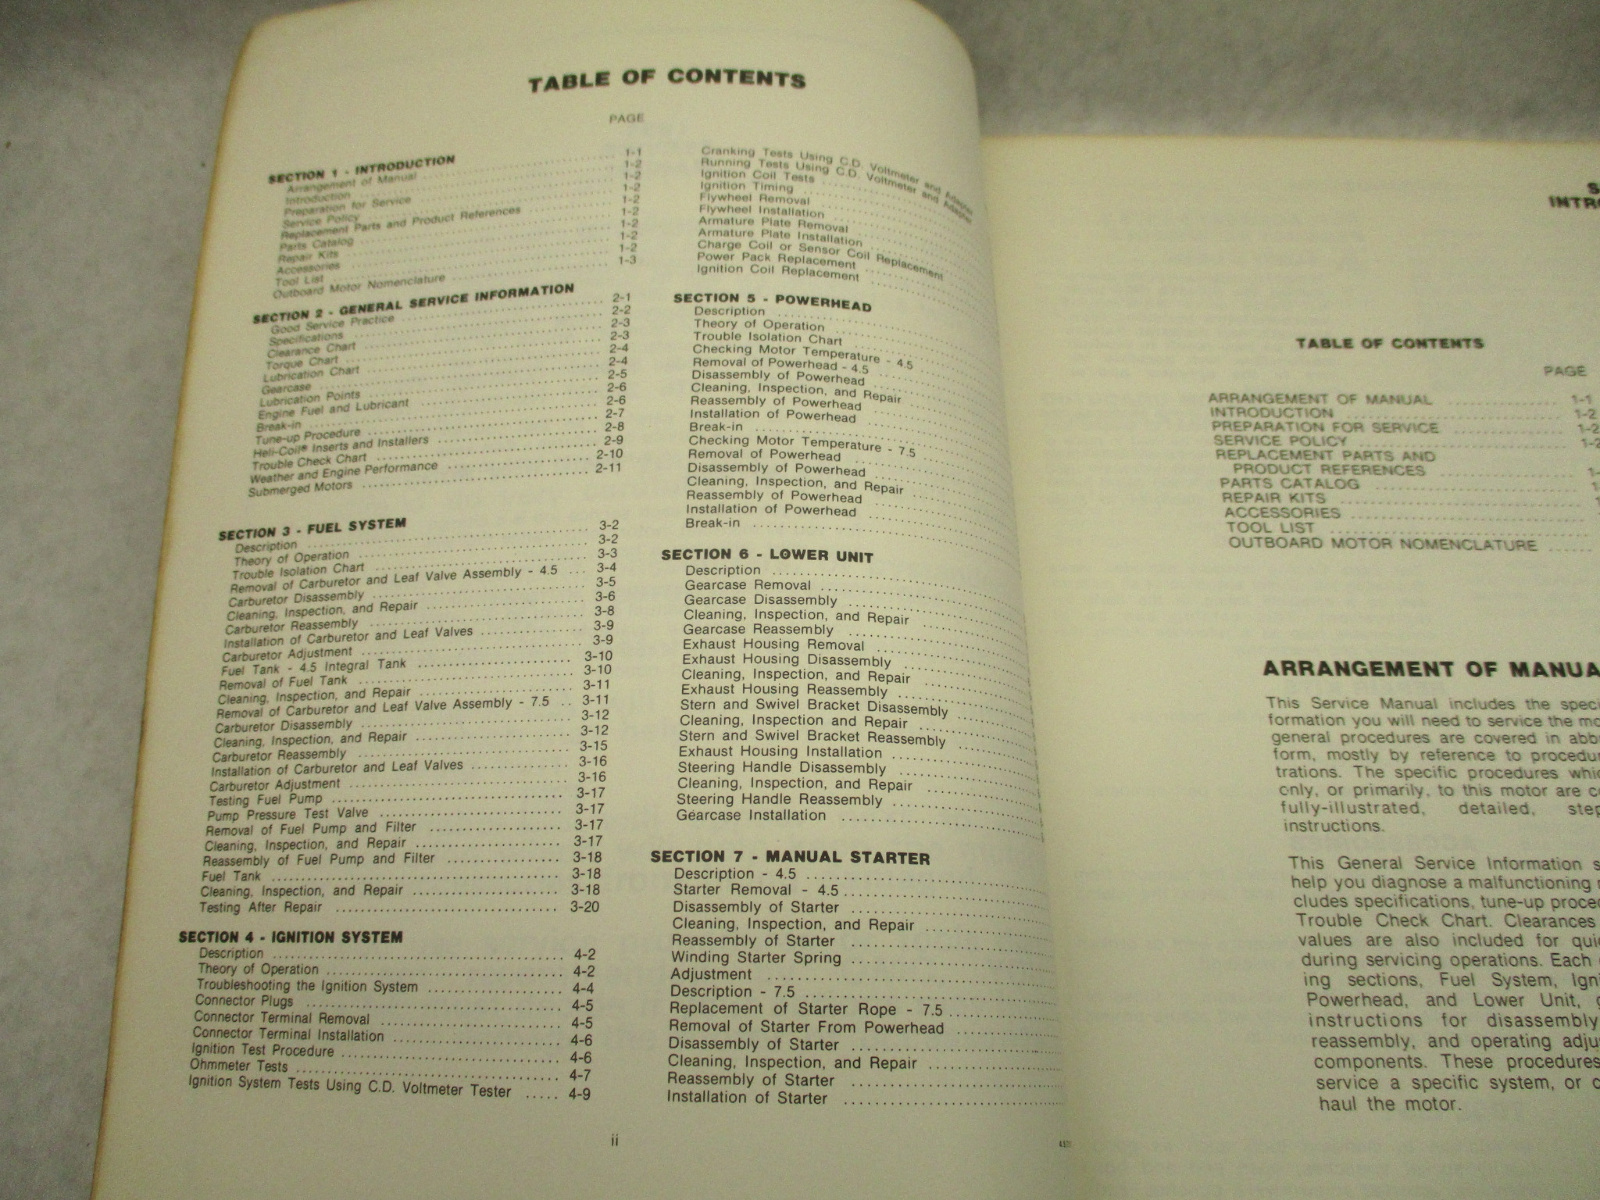 TABLE OF CONTENTS
PAGE
SECTION 1 - INTRODUCTION
Arrangement of Manual 1-1
Introduction 1-2
Preparation for Service 1-2
Service Policy 1-2
Replacement Parts and Product References 1-2
Parts Catalog 1-2
Repair Kits 1-2
Accessories 1-2
Tool List 1-2
Outboard Motor Nomenclature 1-3
SECTION 2 - GENERAL SERVICE INFORMATION
Good Service Practice 2-1
Specifications 2-2
Clearance Chart 2-3
Torque Chart 2-3
Lubrication Chart 2-4
Gearcase 2-4
Lubrication Points 2-5
Engine Fuel and Lubricant 2-6
Break-in 2-6
Tune-up Procedure 2-7
Heli-Coil® Inserts and Installers 2-8
Trouble Check Chart 2-9
Weather and Engine Performance 2-10
Submerged Motors 2-11
SECTION 3 - FUEL SYSTEM
Description 3-2
Theory of Operation 3-2
Trouble Isolation Chart 3-3
Removal of Carburetor and Leaf Valve Assembly - 4.5 3-4
Carburetor Disassembly 3-5
Cleaning, Inspection, and Repair 3-6
Carburetor Reassembly 3-8
Installation of Carburetor and Leaf Valves 3-9
Carburetor Adjustment 3-9
Fuel Tank - 4.5 Integral Tank 3-10
Removal of Fuel Tank 3-10
Cleaning, Inspection, and Repair 3-11
Removal of Carburetor and Leaf Valve Assembly - 7.5 3-11
Carburetor Disassembly 3-12
Cleaning, Inspection, and Repair 3-12
Carburetor Reassembly 3-15
Installation of Carburetor and Leaf Valves 3-16
Carburetor Adjustment 3-16
Testing Fuel Pump 3-17
Pump Pressure Test Valve 3-17
Removal of Fuel Pump and Filter 3-17
Cleaning, Inspection, and Repair 3-17
Reassembly of Fuel Pump and Filter 3-18
Fuel Tank 3-18
Cleaning, Inspection, and Repair 3-18
Testing After Repair 3-20
SECTION 4 - IGNITION SYSTEM
Description 4-2
Theory of Operation 4-2
Troubleshooting the Ignition System 4-4
Connector Plugs 4-5
Connector Terminal Removal 4-5
Connector Terminal Installation 4-6
Ignition Test Procedure 4-6
Ohmmeter Tests 4-7
Ignition System Tests Using C.D. Voltmeter Tester 4-9
Cranking Tests Using C.D. Voltmeter and Adapter
Running Tests Using C.D. Voltmeter and Adapter
Ignition Coil Tests
Ignition Timing
Flywheel Removal
Flywheel Installation
Armature Plate Removal
Armature Plate Installation
Charge Coil or Sensor Coil Replacement
Power Pack Replacement
Ignition Coil Replacement
SECTION 5 - POWERHEAD
Description
Theory of Operation
Trouble Isolation Chart
Checking Motor Temperature - 4.5
Removal of Powerhead - 4.5
Disassembly of Powerhead
Cleaning, Inspection, and Repair
Reassembly of Powerhead
Installation of Powerhead
Break-in
Checking Motor Temperature - 7.5
Removal of Powerhead
Disassembly of Powerhead
Cleaning, Inspection, and Repair
Reassembly of Powerhead
Installation of Powerhead
Break-in
SECTION 6 - LOWER UNIT
Description
Gearcase Removal
Gearcase Disassembly
Cleaning, Inspection, and Repair
Gearcase Reassembly
Exhaust Housing Removal
Exhaust Housing Disassembly
Cleaning, Inspection, and Repair
Exhaust Housing Reassembly
Stern and Swivel Bracket Disassembly
Cleaning, Inspection and Repair
Stern and Swivel Bracket Reassembly
Exhaust Housing Installation
Steering Handle Disassembly
Cleaning, Inspection, and Repair
Steering Handle Reassembly
Gearcase Installation
SECTION 7 - MANUAL STARTER
Description - 4.5
Starter Removal - 4.5
Disassembly of Starter
Cleaning, Inspection, and Repair
Reassembly of Starter
Winding Starter Spring
Adjustment
Description - 7.5
Replacement of Starter Rope - 7.5
Removal of Starter From Powerhead
Disassembly of Starter
Cleaning, Inspection, and Repair
Reassembly of Starter
Installation of Starter
ii
S
INTRO
TABLE OF CONTENTS
PAGE
ARRANGEMENT OF MANUAL 1-1
INTRODUCTION 1-2
PREPARATION FOR SERVICE 1-2
SERVICE POLICY 1-2
REPLACEMENT PARTS AND
PRODUCT REFERENCES 1-
PARTS CATALOG 1
REPAIR KITS
ACCESSORIES
TOOL LIST
OUTBOARD MOTOR NOMENCLATURE
ARRANGEMENT OF MANUA
This Service Manual includes the speci
formation you will need to service the mo
general procedures are covered in abb
form, mostly by reference to procedu
trations. The specific procedures whic
only, or primarily, to this motor are c
fully-illustrated, detailed, step
instructions.
This General Service Information s
help you diagnose a malfunctioning
cludes specifications, tune-up proce
Trouble Check Chart. Clearances
values are also included for quic
during servicing operations. Each
ing sections, Fuel System, Igni
Powerhead, and Lower Unit, g
instructions for disassembly
reassembly, and operating adju
components. These procedures
service a specific system, or c
haul the motor.